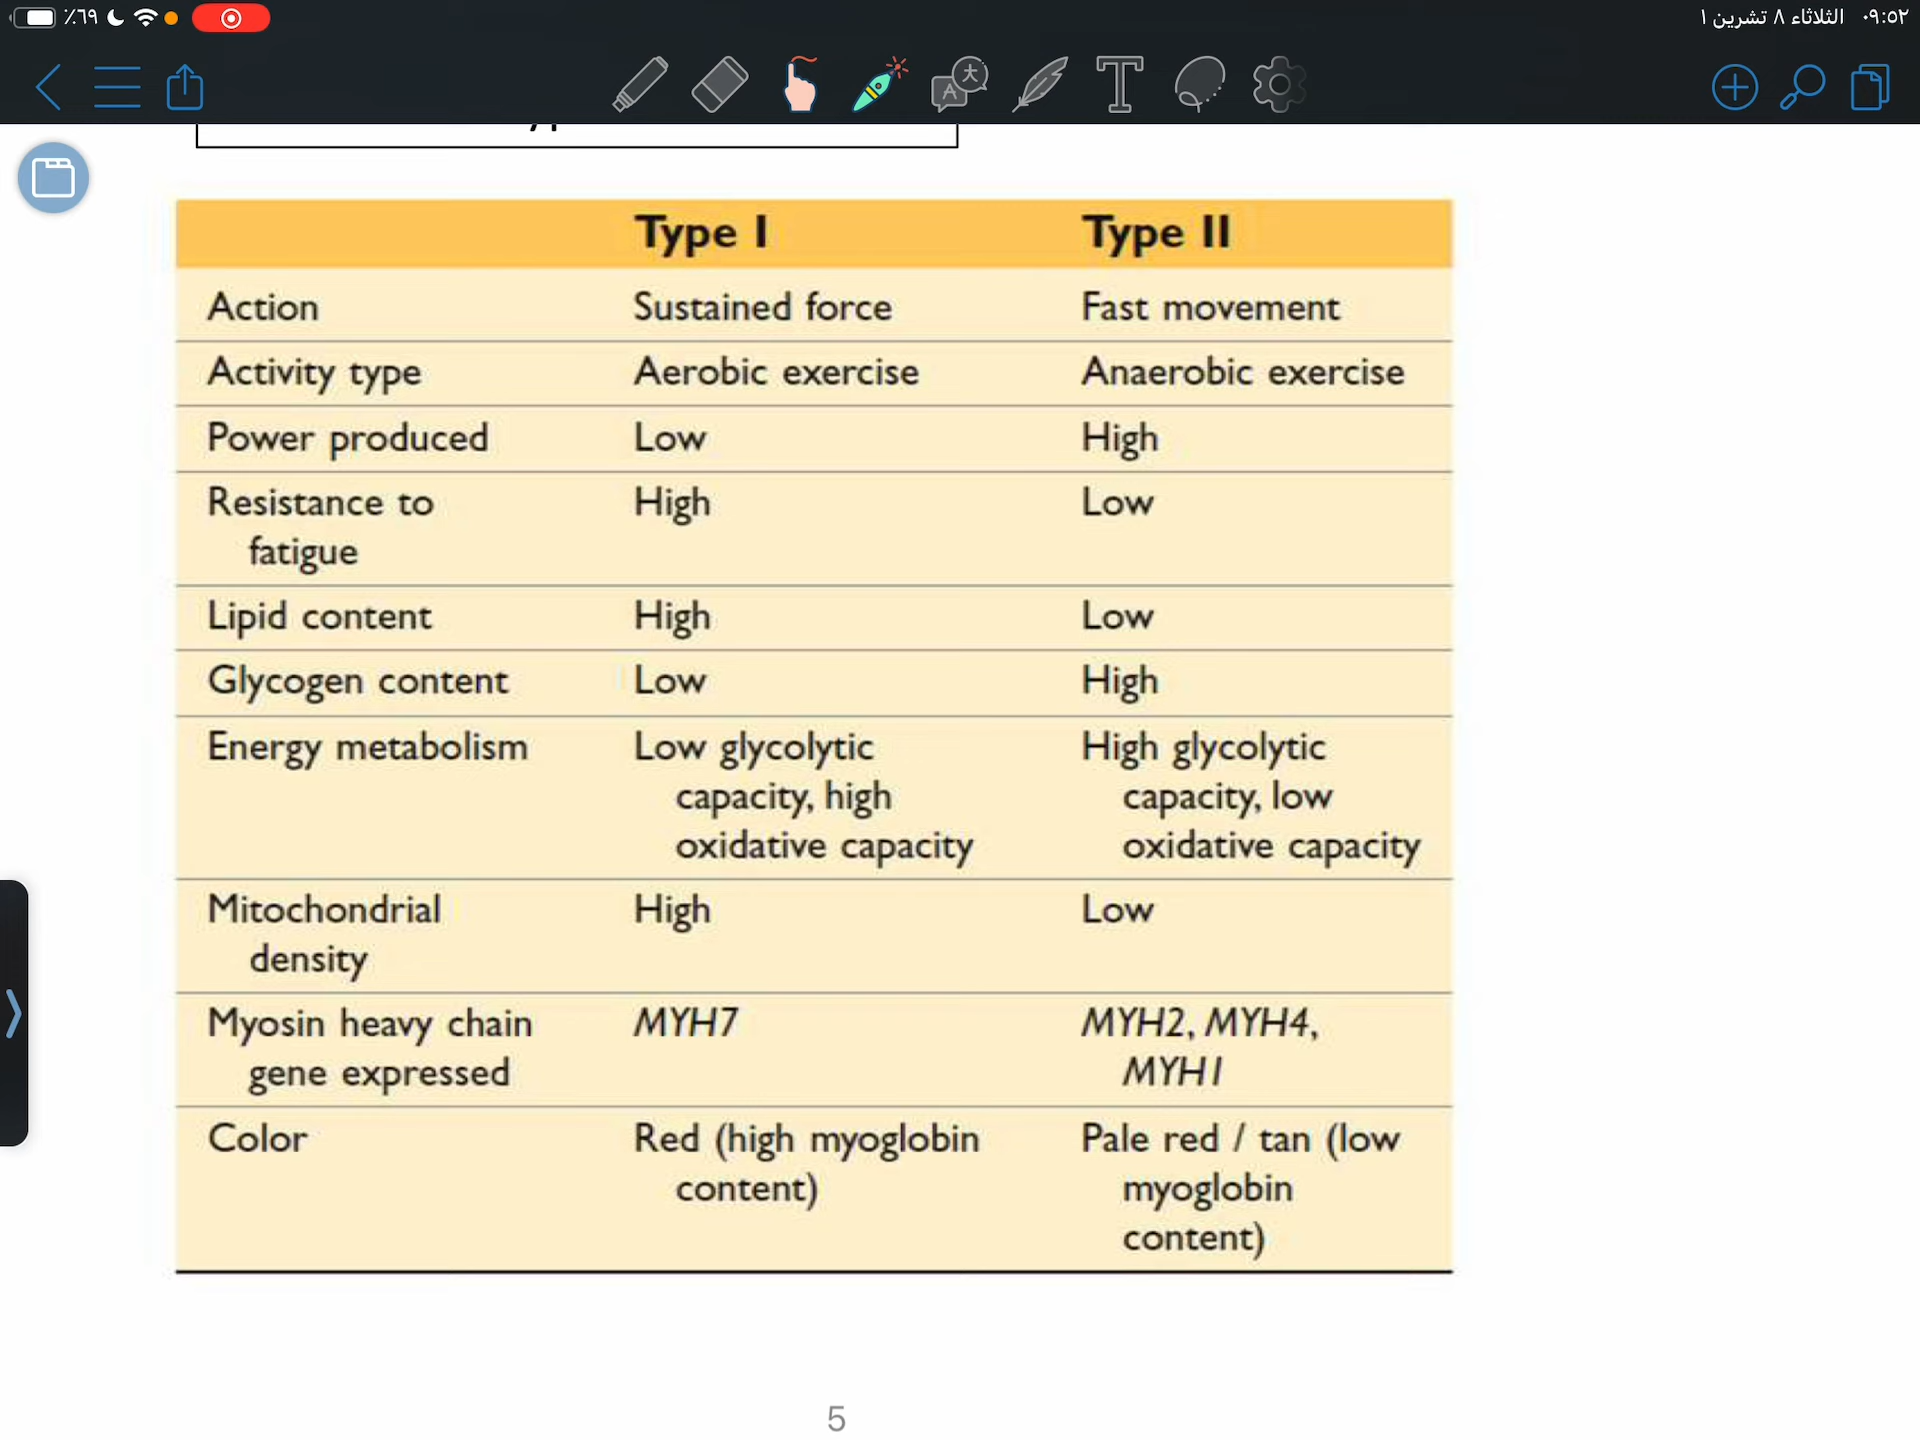 ٪٦٩
٠٩:٥٢ الثلاثاء ٨ تشرين ١
Type I Type II
Action Sustained force Fast movement
Activity type Aerobic exercise Anaerobic exercise
Power produced Low High
Resistance to High Low
fatigue
Lipid content High Low
Glycogen content Low High
Energy metabolism Low glycolytic High glycolytic
capacity, high capacity, low
oxidative capacity oxidative capacity
Mitochondrial High Low
density
Myosin heavy chain MYH7 MYH2, MYH4,
gene expressed MYH1
Color Red (high myoglobin Pale red / tan (low
content) myoglobin
content)
5